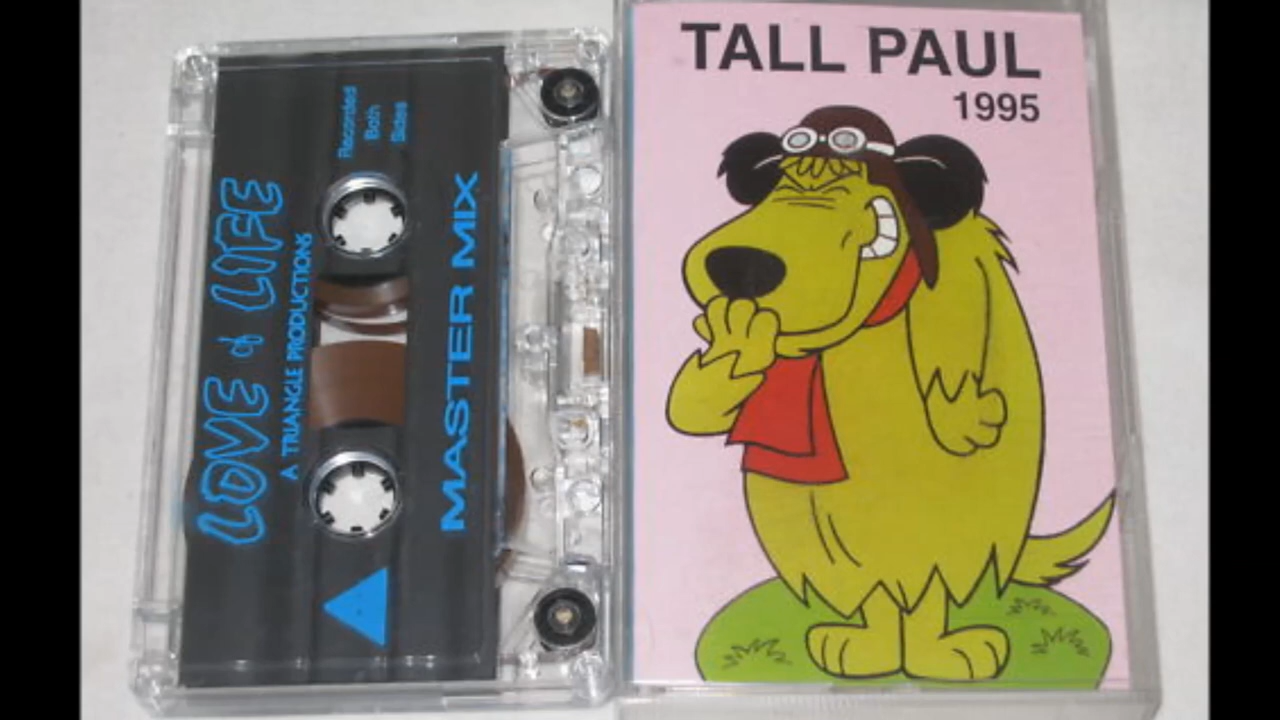 LOVE of LIFE
A TRIANGLE PRODUCTIONS
Recorded
Both
Sides
MASTER MIX
TALL PAUL
1995